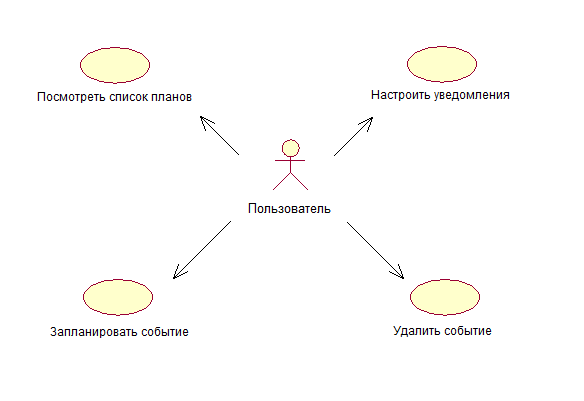 Посмотреть список планов
Настроить уведомления
Пользователь
Запланировать событие
Удалить событие